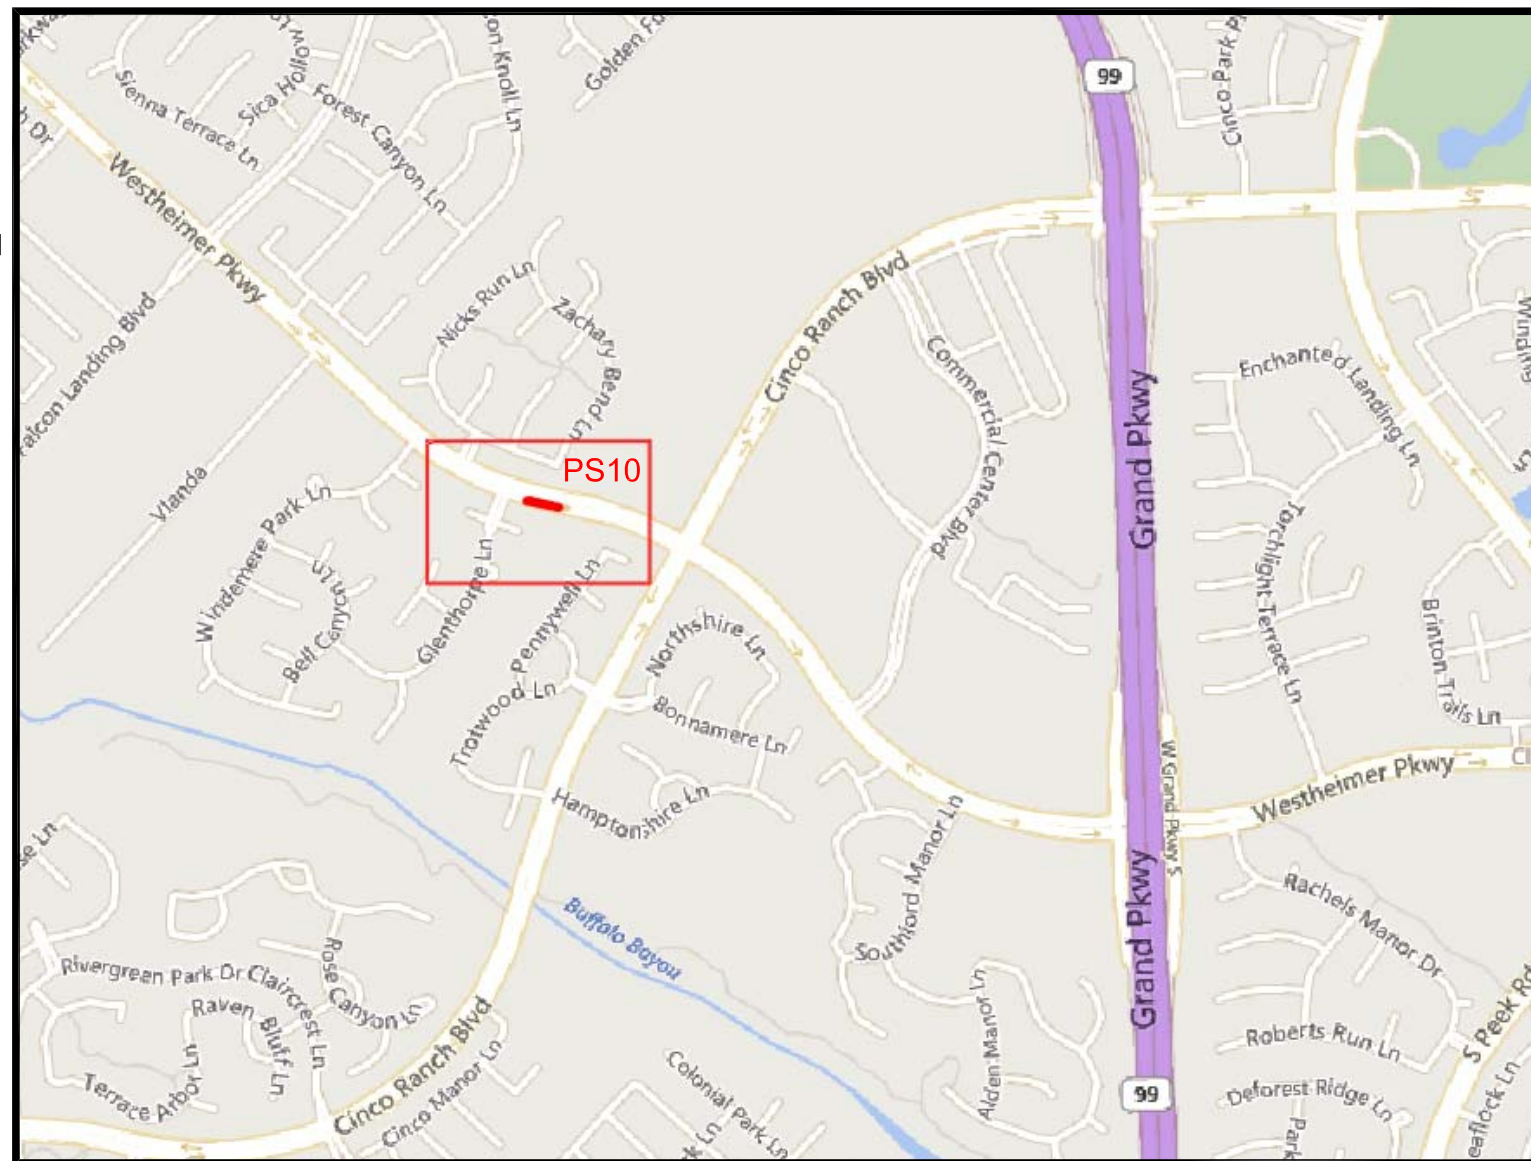 Sienna Terrace Ln
Sica Hollow
Forest Canyon Ln
Golden
99
Cinco Park
Dr
Westheimer Pkwy
Falcon Landing Blvd
Nicks Run Ln
Zachary Bend Ln
Cinco Ranch Blvd
Commercial Center Blvd
Grand Pkwy
Enchanted Landing Ln
PS10
Vlanda
Windemere Park Ln
Bell Canyon Ln
Glenthorpe Ln
Pennywell Ln
Trotwood Ln
Northshire Ln
Bonnamere Ln
Hamptonshire Ln
Torchlight Terrace Ln
Brinton Trails Ln
W Grand Pkwy S
Westheimer Pkwy
Southford Manor Ln
Grand Pkwy
Rachels Manor Dr
Buffalo Bayou
Rivergreen Park Dr
Claircrest Ln
Rose Canyon Ln
Raven Bluff Ln
Terrace Arbor Ln
Cinco Ranch Blvd
Cinco Manor Ln
Colonial Park Ln
Alden Manor Ln
Roberts Run Ln
S Peek Rd
99
Deforest Ridge Ln
Park